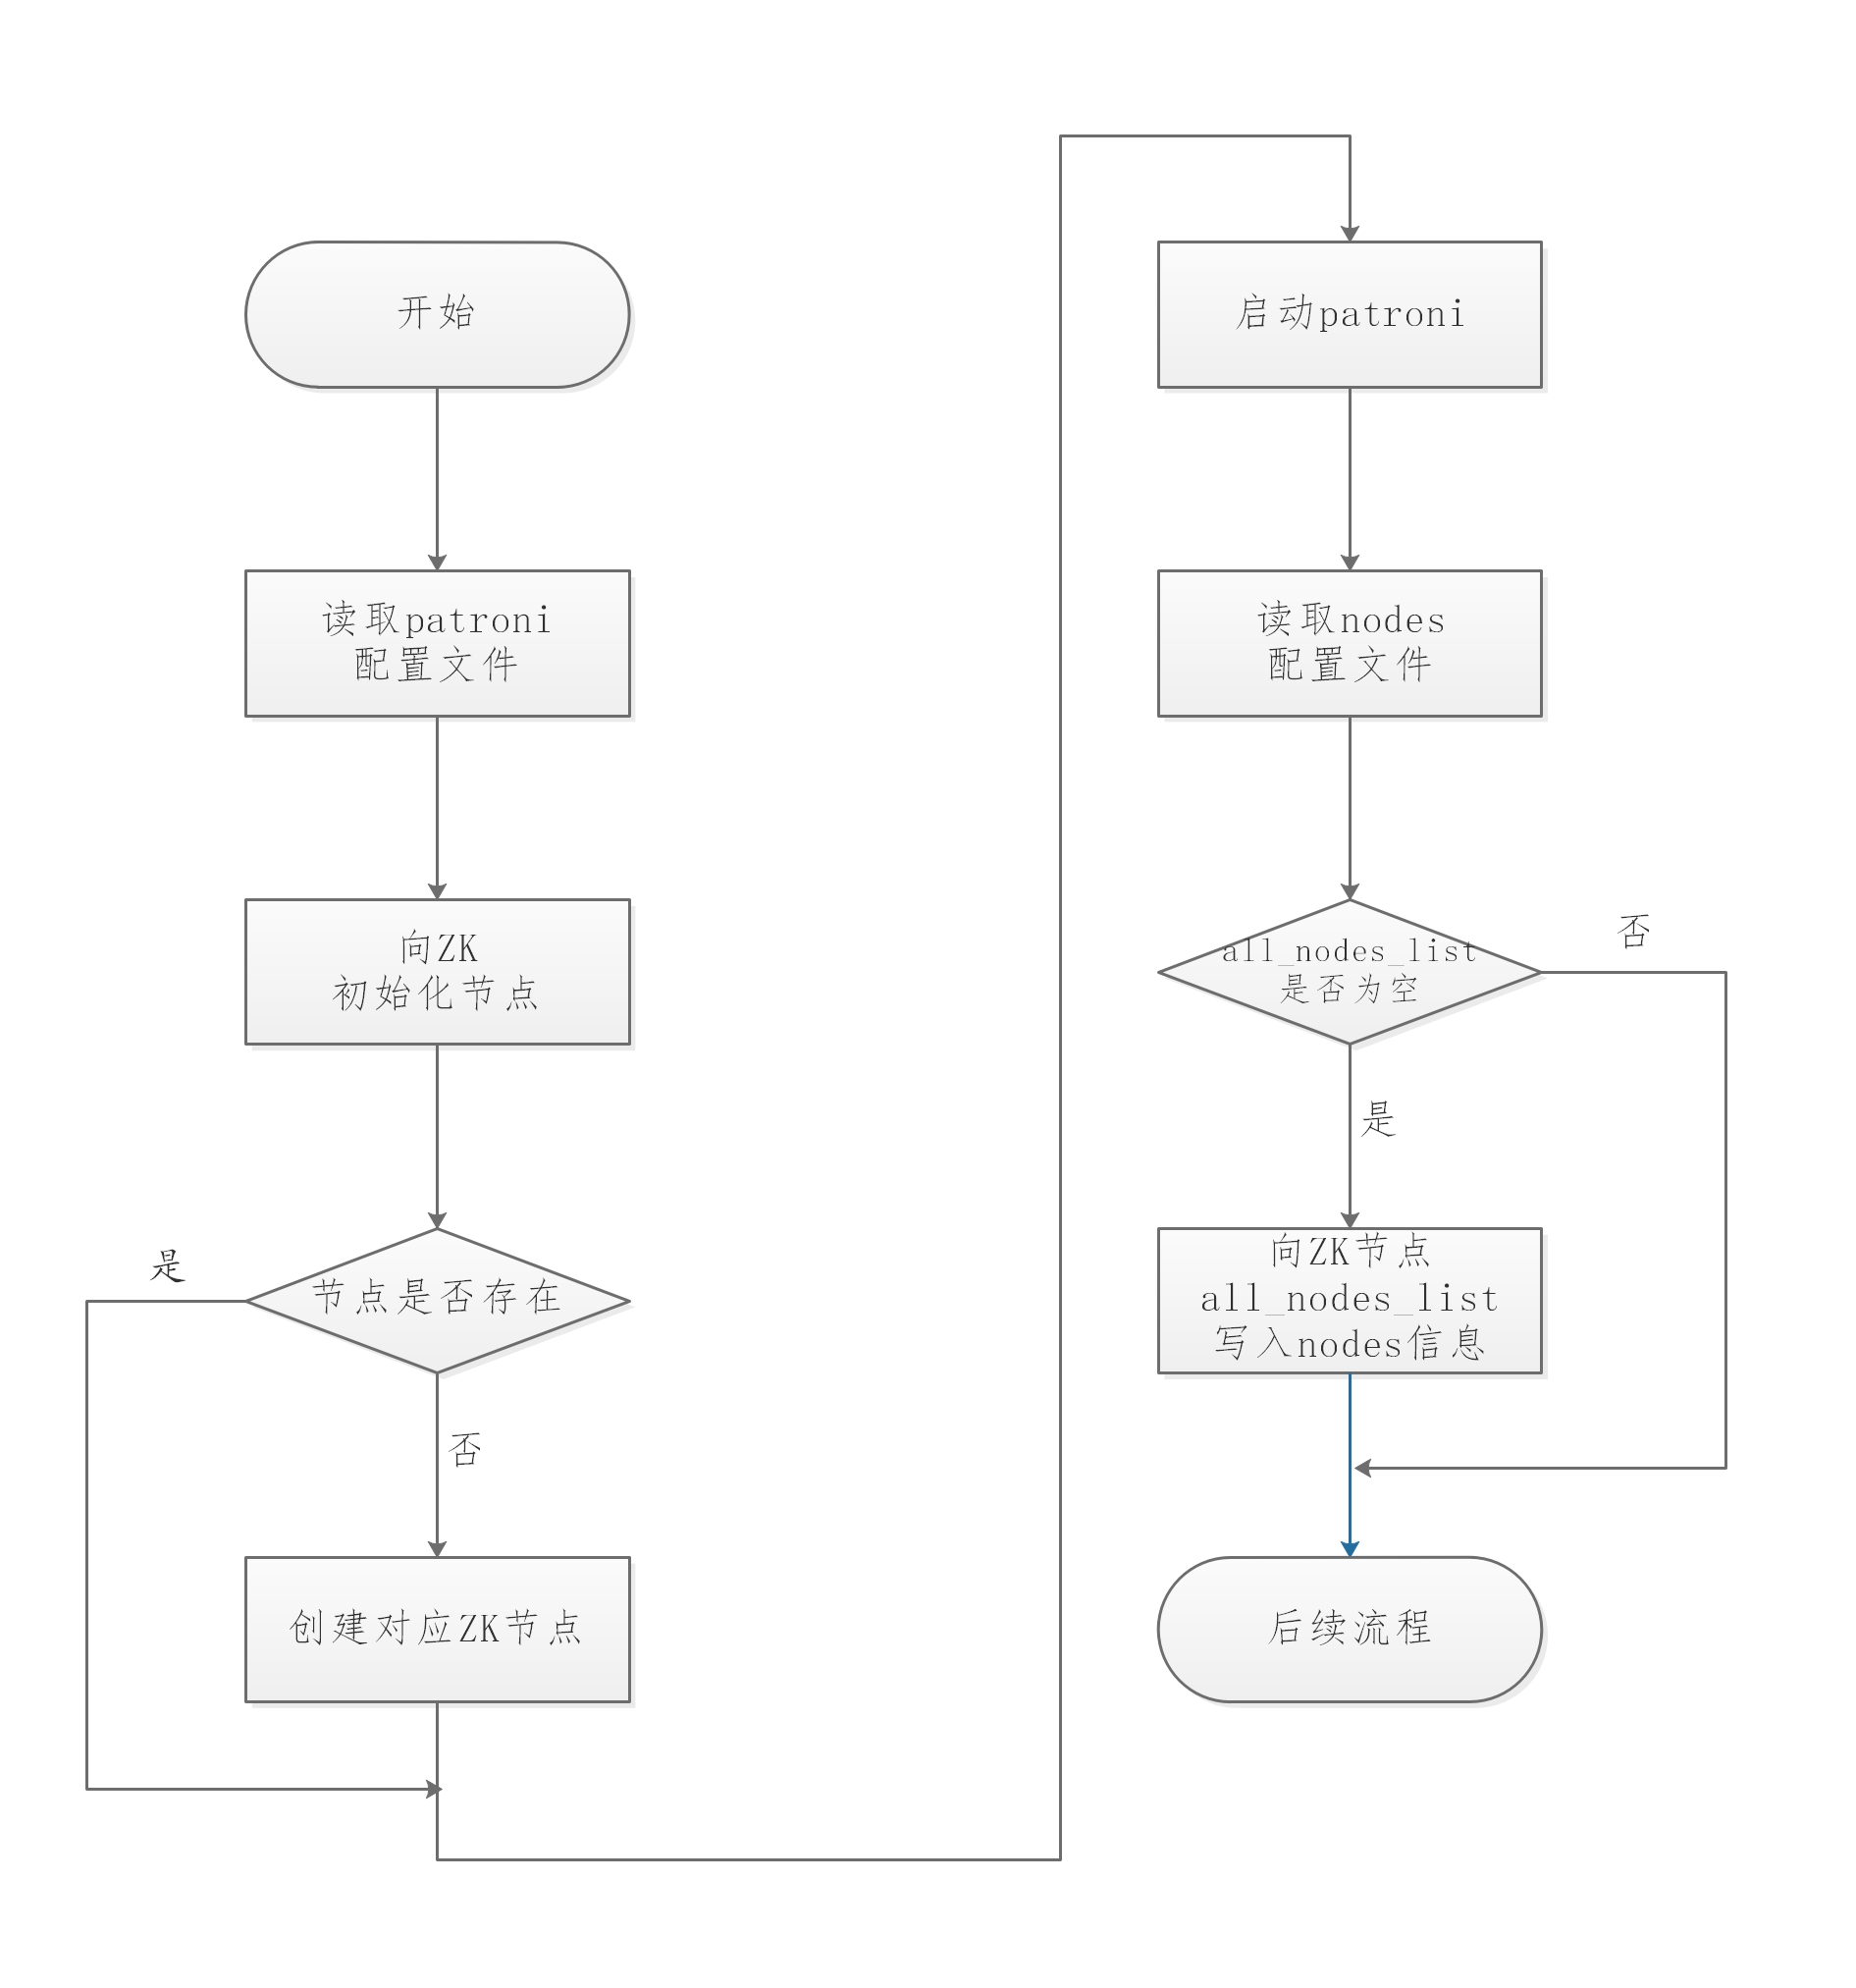 开始
读取patroni
配置文件
向ZK
初始化节点
是
节点是否存在
否
创建对应ZK节点
启动patroni
读取nodes
配置文件
all_nodes_list
是否为空
否
是
向ZK节点
all_nodes_list
写入nodes信息
后续流程